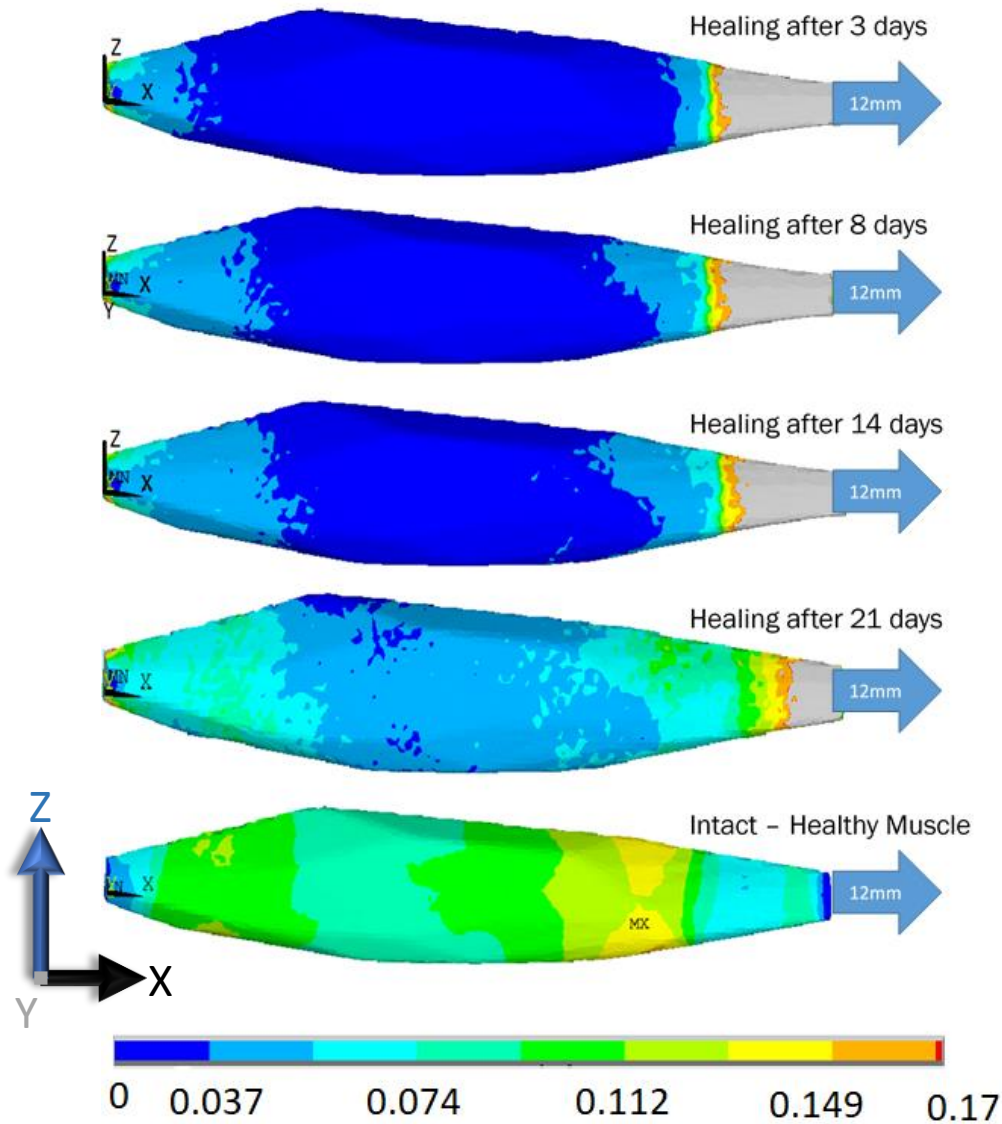 Healing after 3 days
Z
X
12mm
Healing after 8 days
Z
X
Y
12mm
Healing after 14 days
Z
X
12mm
Healing after 21 days
X
12mm
Intact – Healthy Muscle
X
12mm
MX
Z
X
Y
0 0.037 0.074 0.112 0.149 0.17